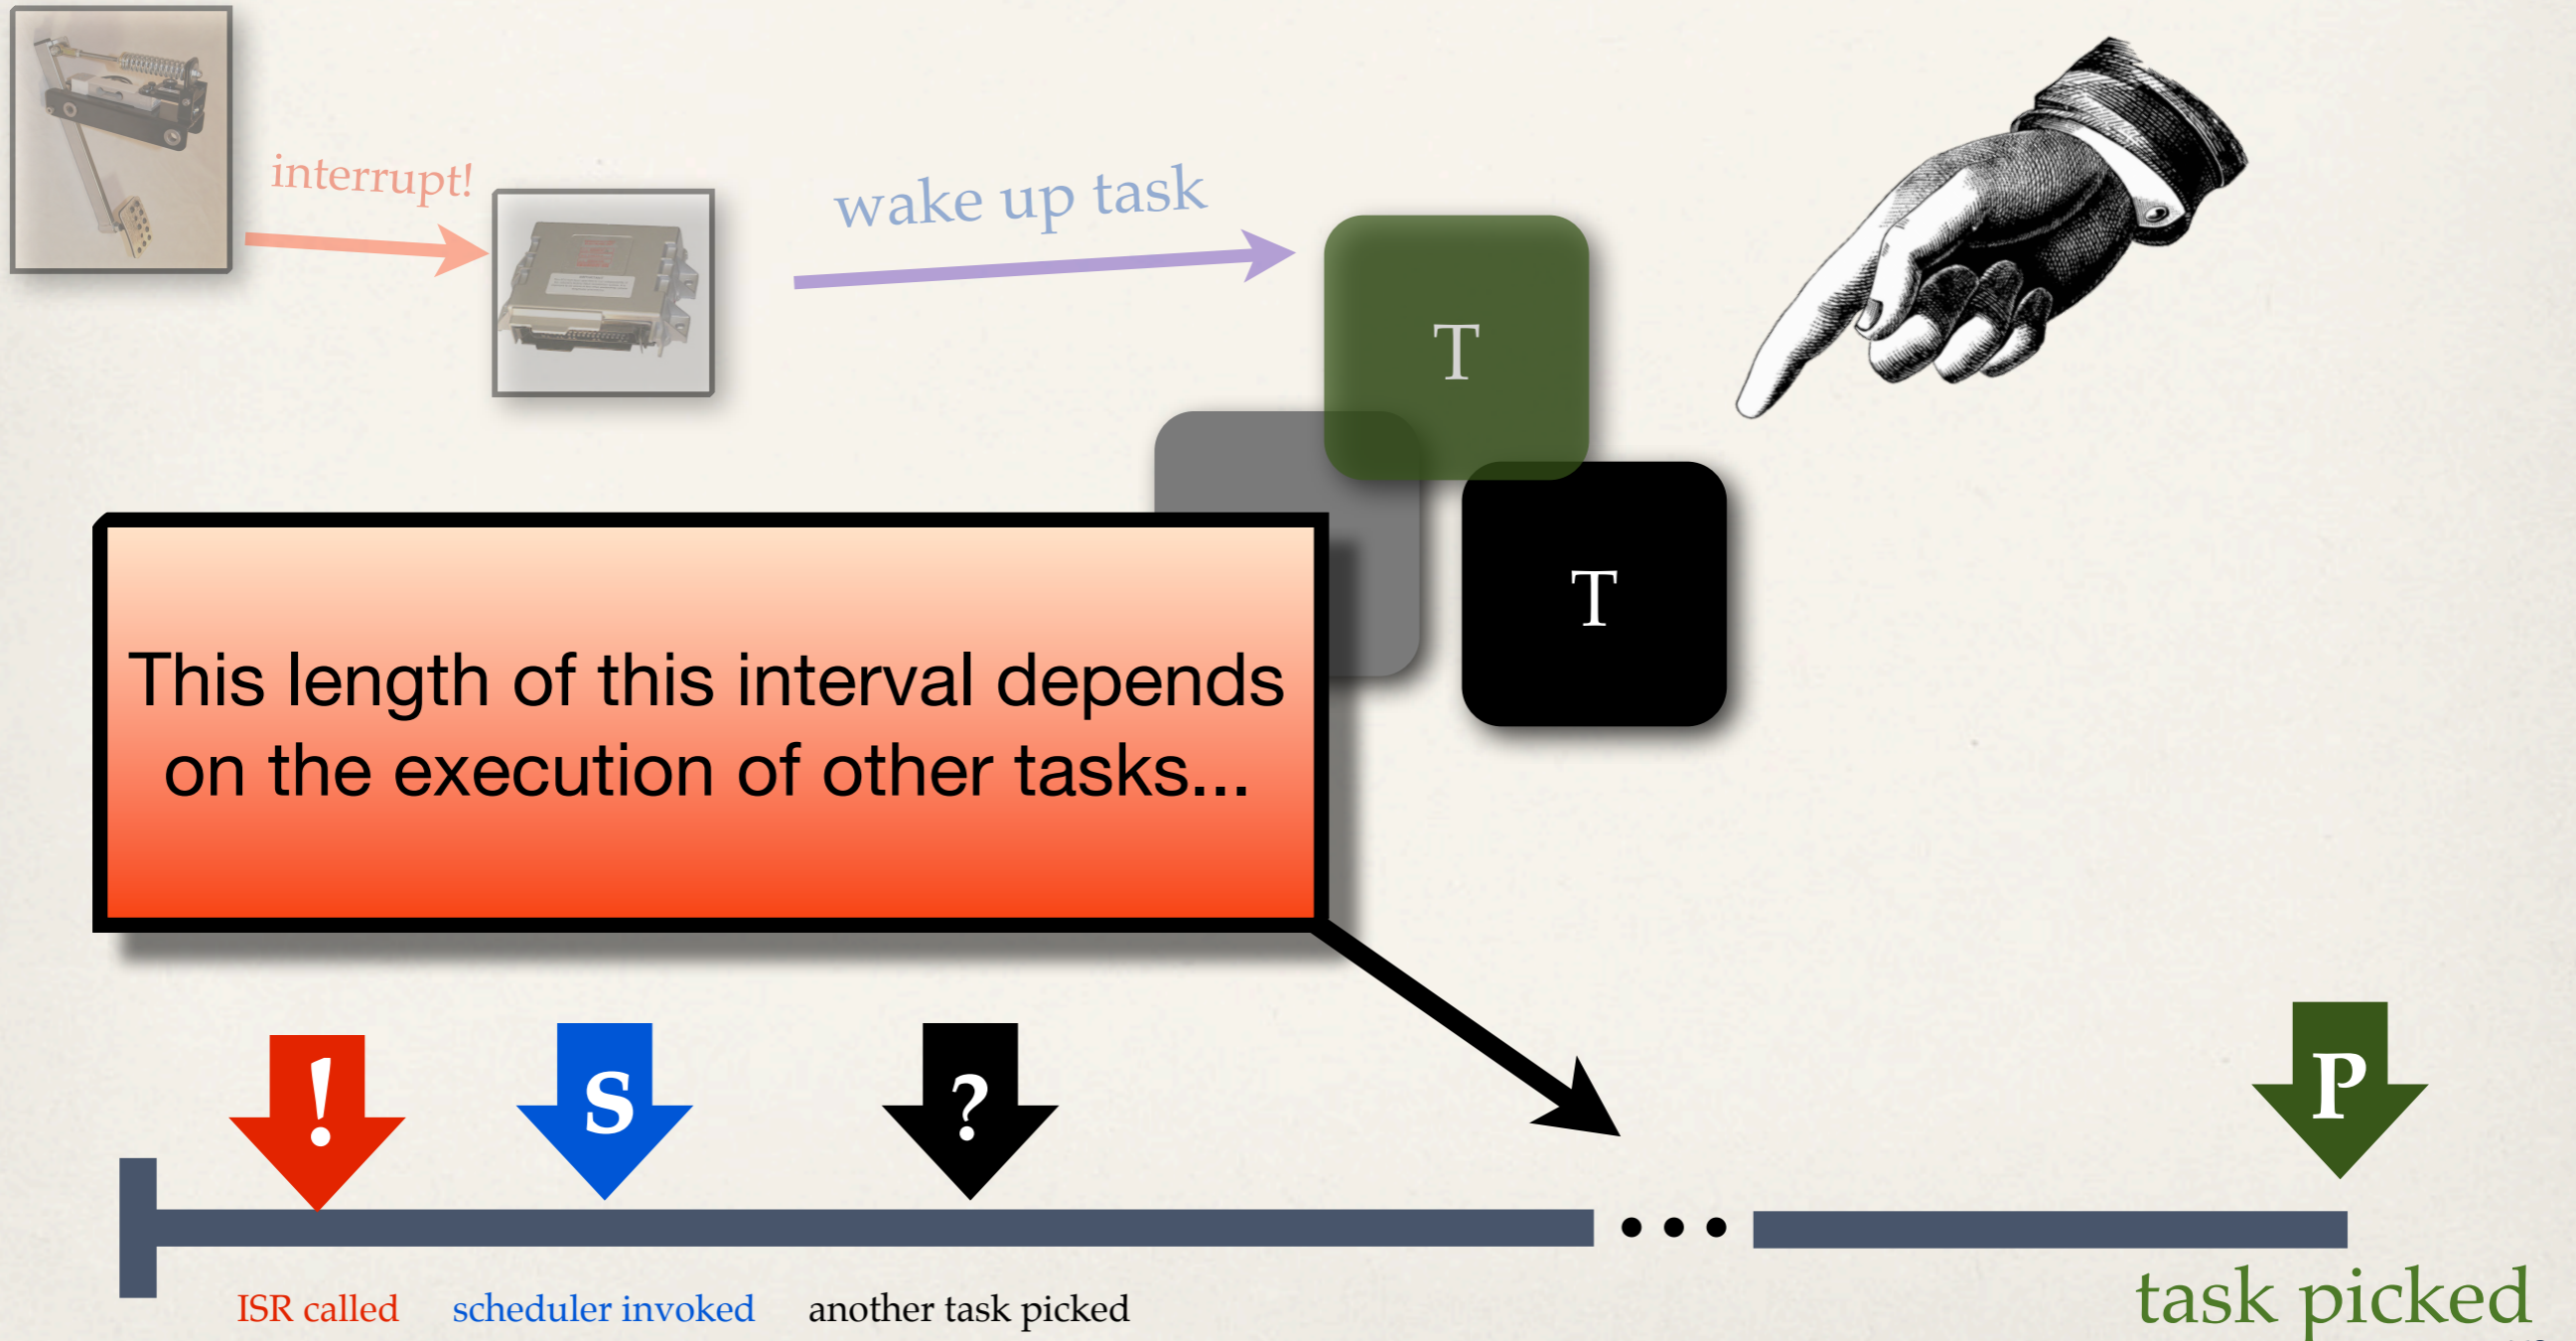 interrupt!
wake up task
T
T
This length of this interval depends
on the execution of other tasks...
!
S
?
P
ISR called
scheduler invoked
another task picked
task picked